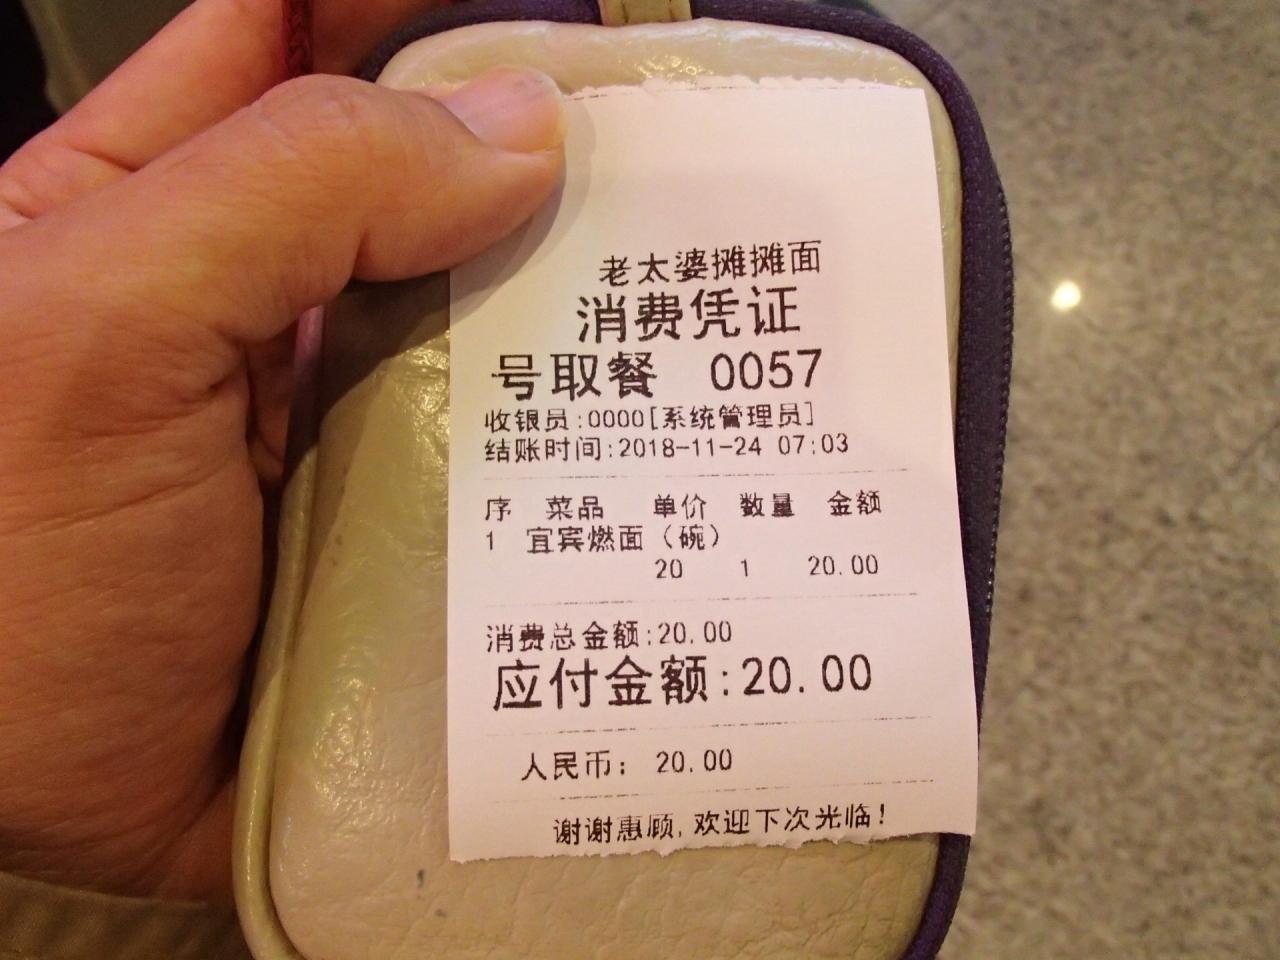 老太婆摊摊面
消费凭证
号取餐 0057
收银员:0000[系统管理员]
结账时间:2018-11-24 07:03
序 菜品 单价 数量 金额
1 宜宾燃面（碗）
20 1 20.00
消费总金额:20.00
应付金额:20.00
人民币: 20.00
谢谢惠顾,欢迎下次光临!